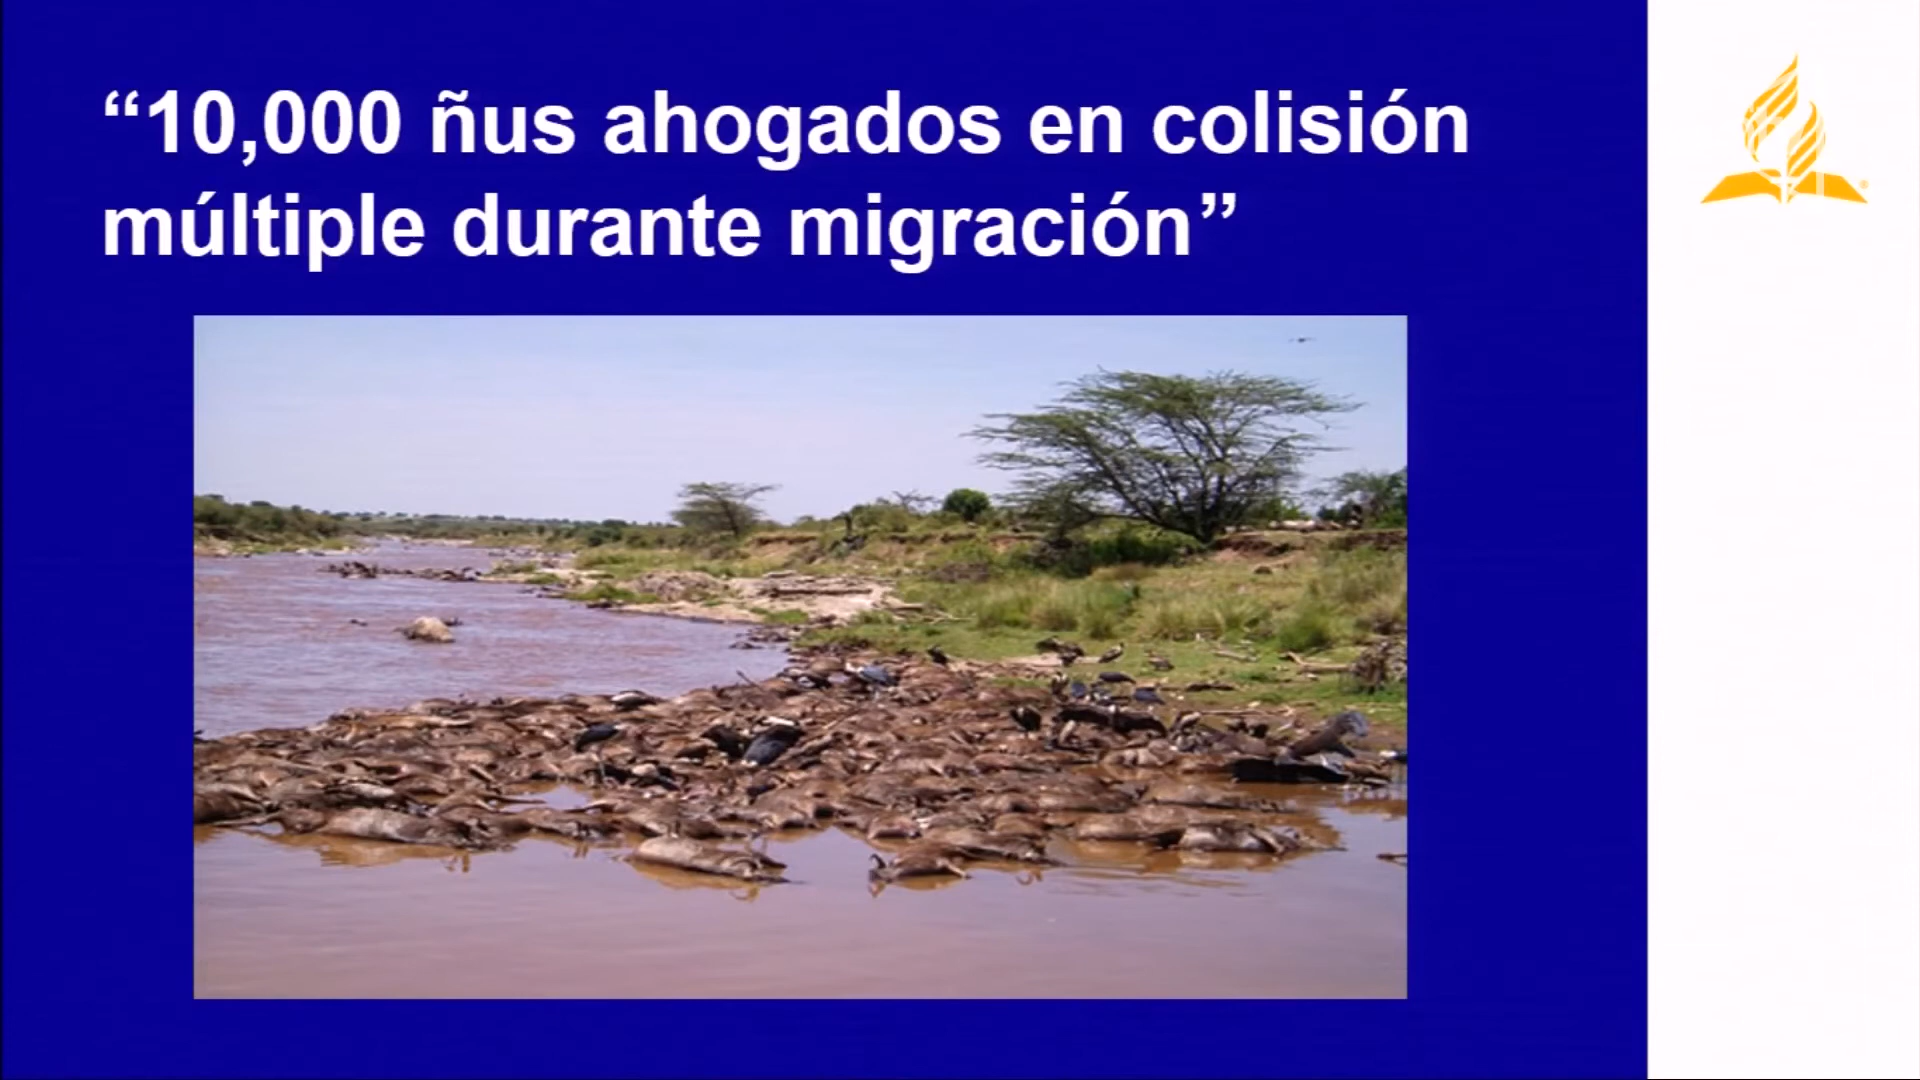 “10,000 ñus ahogados en colisión
múltiple durante migración”